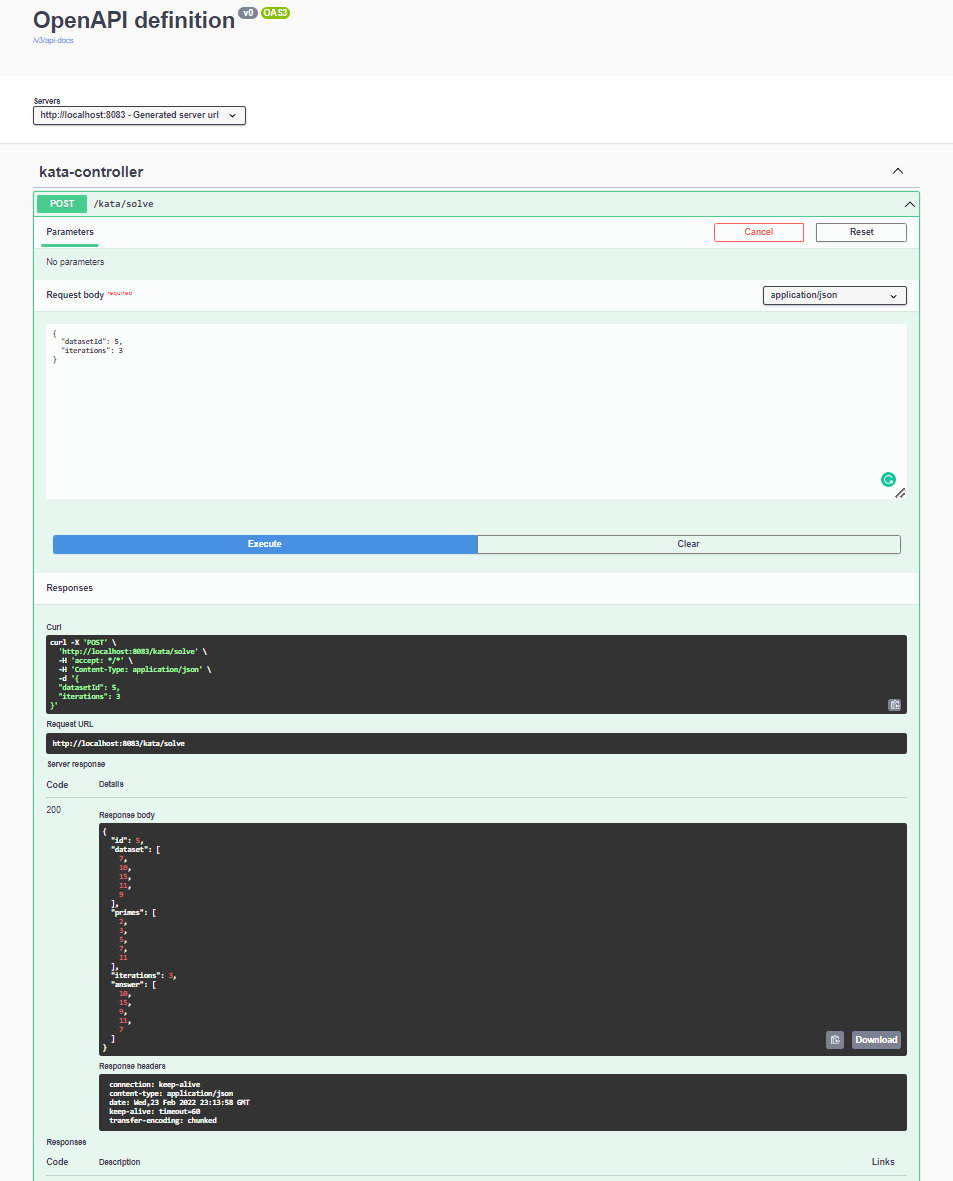 OpenAPI definition v0 OAS3
/v3/api-docs
Servers
http://localhost:8083 - Generated server url
kata-controller
POST /kata/solve
Parameters Cancel Reset
No parameters
Request body required application/json
{
  "datasetId": 5,
  "iterations": 3
}
Execute Clear
Responses
Curl
curl -X 'POST' \
  'http://localhost:8083/kata/solve' \
  -H 'accept: */*' \
  -H 'Content-Type: application/json' \
  -d '{
  "datasetId": 5,
  "iterations": 3
}'
Request URL
http://localhost:8083/kata/solve
Server response
Code Details
200
Response body
{
  "id": 5,
  "dataset": [
    7,
    10,
    15,
    11,
    9
  ],
  "primes": [
    2,
    3,
    5,
    7,
    11
  ],
  "iterations": 3,
  "answer": [
    10,
    15,
    9,
    11,
    7
  ]
}
Download
Response headers
connection: keep-alive
content-type: application/json
date: Wed,23 Feb 2022 23:13:58 GMT
keep-alive: timeout=60
transfer-encoding: chunked
Responses
Code Description Links